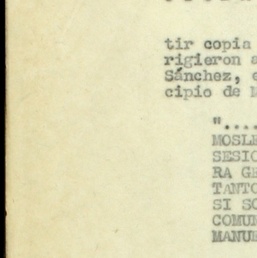 tir copia
rigieron a
Sánchez, e
cipio de M
"....
MOSLE
SESIO
RA GE
TANTO
SI SO
COMUN
MANUE